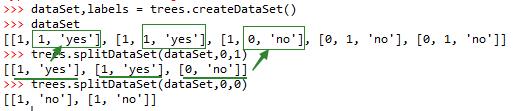 >>> dataSet,labels = trees.createDataSet()
>>> dataSet
[[1, 1, 'yes'], [1, 1, 'yes'], [1, 0, 'no'], [0, 1, 'no'], [0, 1, 'no']]
>>> trees.splitDataSet(dataSet,0,1)
[[1, 'yes'], [1, 'yes'], [0, 'no']]
>>> trees.splitDataSet(dataSet,0,0)
[[1, 'no'], [1, 'no']]